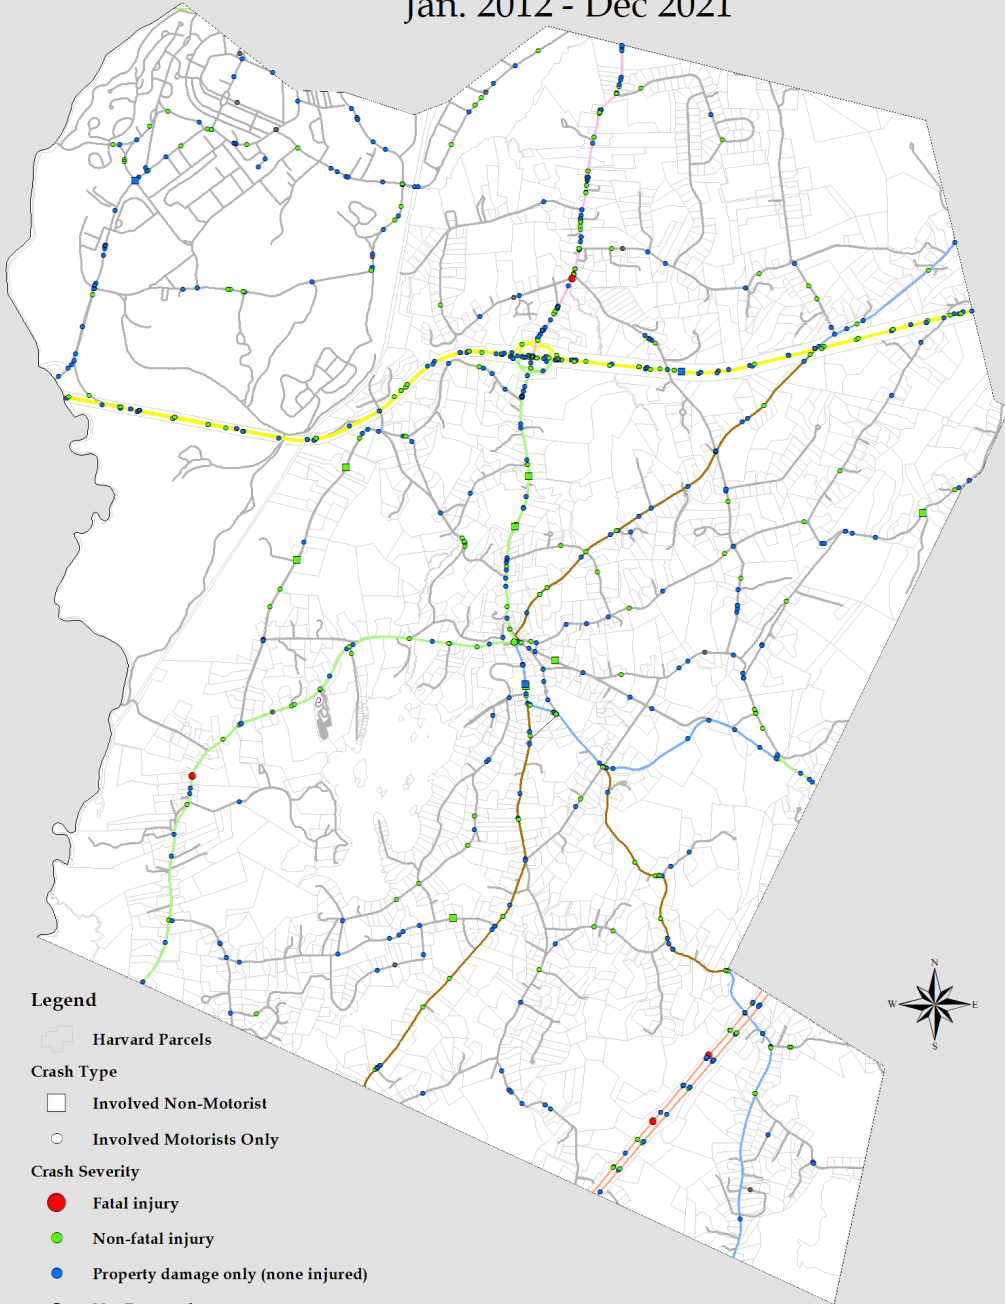 Jan. 2012 - Dec 2021
N
W
E
S
Legend
Harvard Parcels
Crash Type
Involved Non-Motorist
Involved Motorists Only
Crash Severity
Fatal injury
Non-fatal injury
Property damage only (none injured)